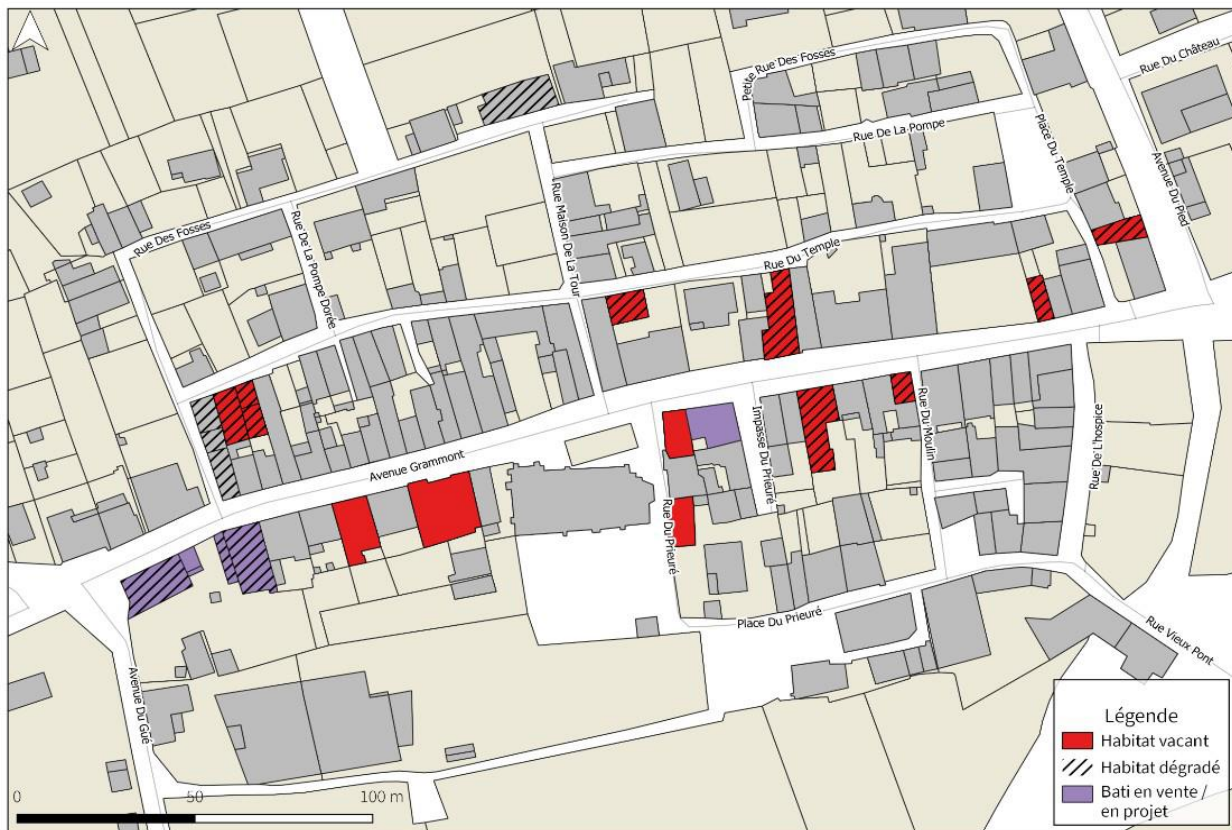 Petite Rue Des Fosses
Rue Du Château
Rue De La Pompe
Place Du Temple
Avenue Du Pied
Rue Des Fosses
Rue De La Pompe Dorée
Rue Maison De La Tour
Rue Du Temple
Avenue Grammont
Impasse Du Prieuré
Rue Du Moulin
Rue De L'hospice
Rue Du Prieuré
Place Du Prieuré
Rue Vieux Pont
Avenue Du Gué
Légende
Habitat vacant
Habitat dégradé
Bati en vente /
en projet
0 50 100 m